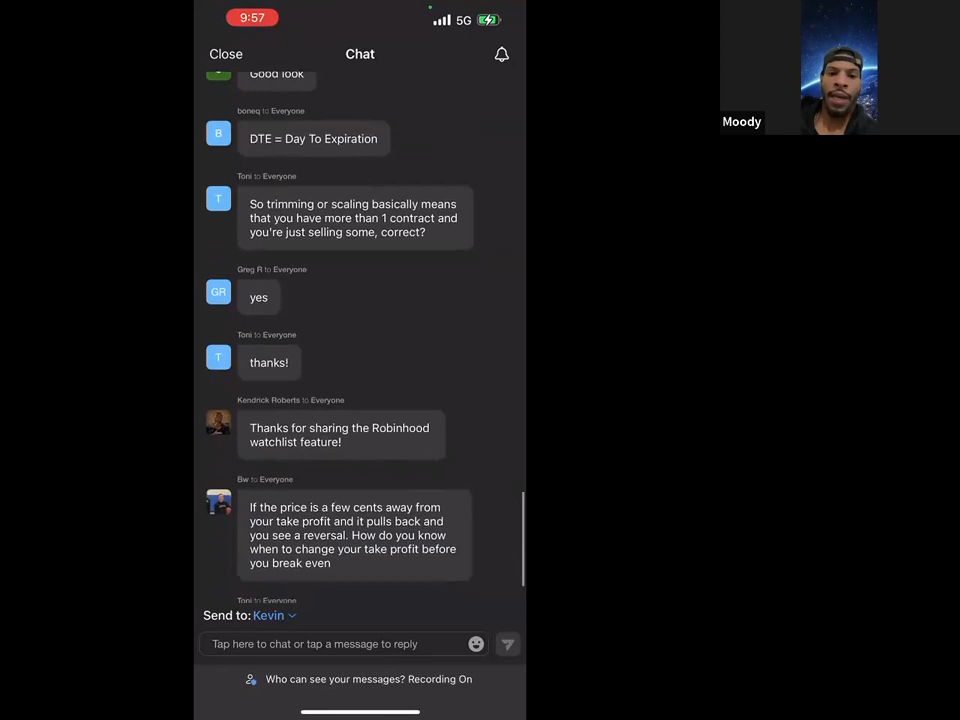 9:57
5G
Close
Chat
Good look
boneq to Everyone
B
DTE = Day To Expiration
Toni to Everyone
T
So trimming or scaling basically means
that you have more than 1 contract and
you're just selling some, correct?
Greg R to Everyone
GR
yes
Toni to Everyone
T
thanks!
Kendrick Roberts to Everyone
Thanks for sharing the Robinhood
watchlist feature!
Bw to Everyone
If the price is a few cents away from
your take profit and it pulls back and
you see a reversal. How do you know
when to change your take profit before
you break even
Toni to Everyone
Send to: Kevin
Tap here to chat or tap a message to reply
Who can see your messages? Recording On
Moody